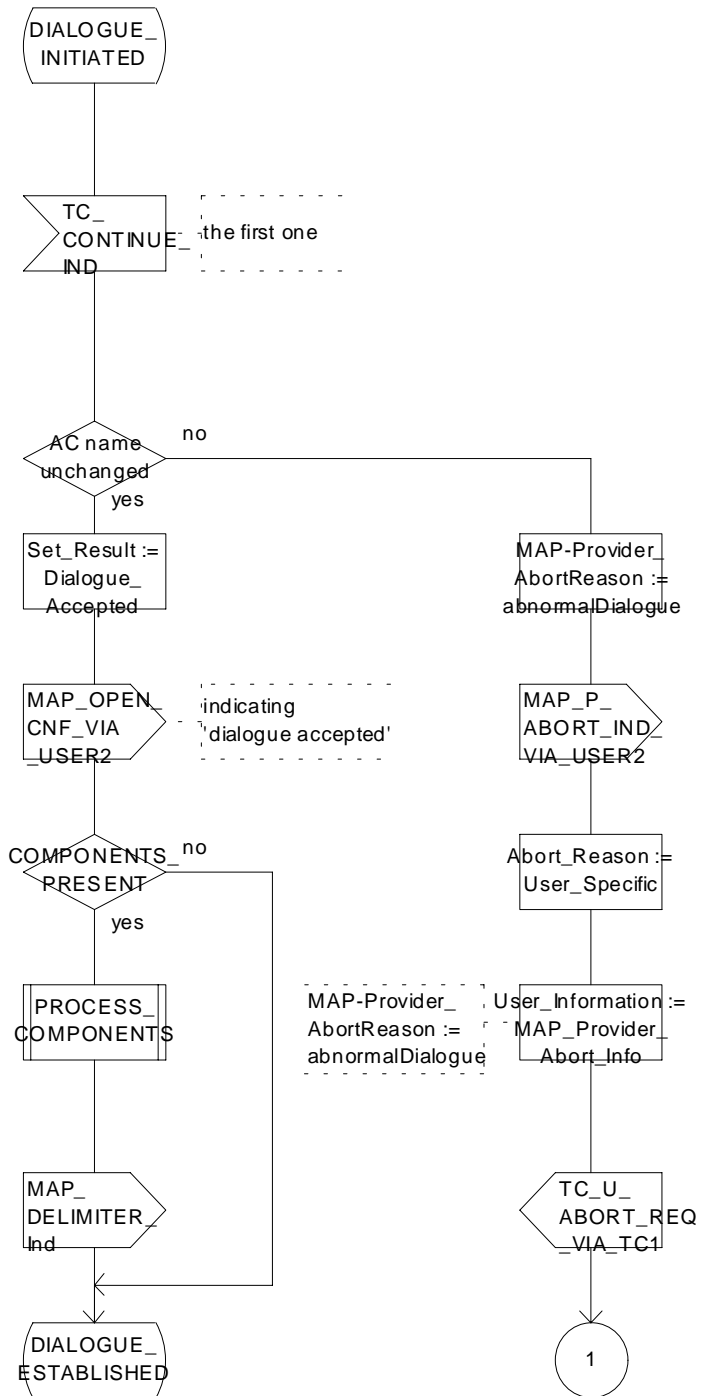 DIALOGUE_
INITIATED
TC_
CONTINUE_
IND
the first one
AC name
unchanged
no
yes
Set_Result :=
Dialogue_
Accepted
MAP-Provider_
AbortReason :=
abnormalDialogue
MAP_OPEN_
CNF_VIA
_USER2
indicating
'dialogue accepted'
MAP_P_
ABORT_IND_
VIA_USER2
COMPONENTS_
PRESENT
no
yes
Abort_Reason :=
User_Specific
PROCESS_
COMPONENTS
MAP-Provider_
AbortReason :=
abnormalDialogue
User_Information :=
MAP_Provider_
Abort_Info
MAP_
DELIMITER_
Ind
TC_U_
ABORT_REQ
_VIA_TC1
DIALOGUE_
ESTABLISHED
1